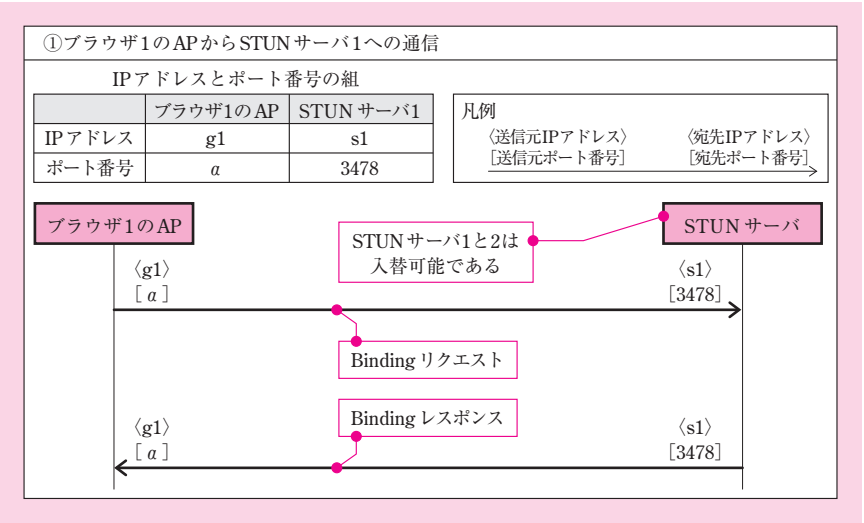 ①ブラウザ1のAPからSTUNサーバ1への通信
IPアドレスとポート番号の組
ブラウザ1のAP STUNサーバ1
IPアドレス g1 s1
ポート番号 a 3478
凡例
〈送信元IPアドレス〉 〈宛先IPアドレス〉
[送信元ポート番号] [宛先ポート番号]
ブラウザ1のAP
STUNサーバ1と2は
入替可能である
STUNサーバ
〈g1〉 〈s1〉
[a] [3478]
Bindingリクエスト
Bindingレスポンス
〈g1〉 〈s1〉
[a] [3478]